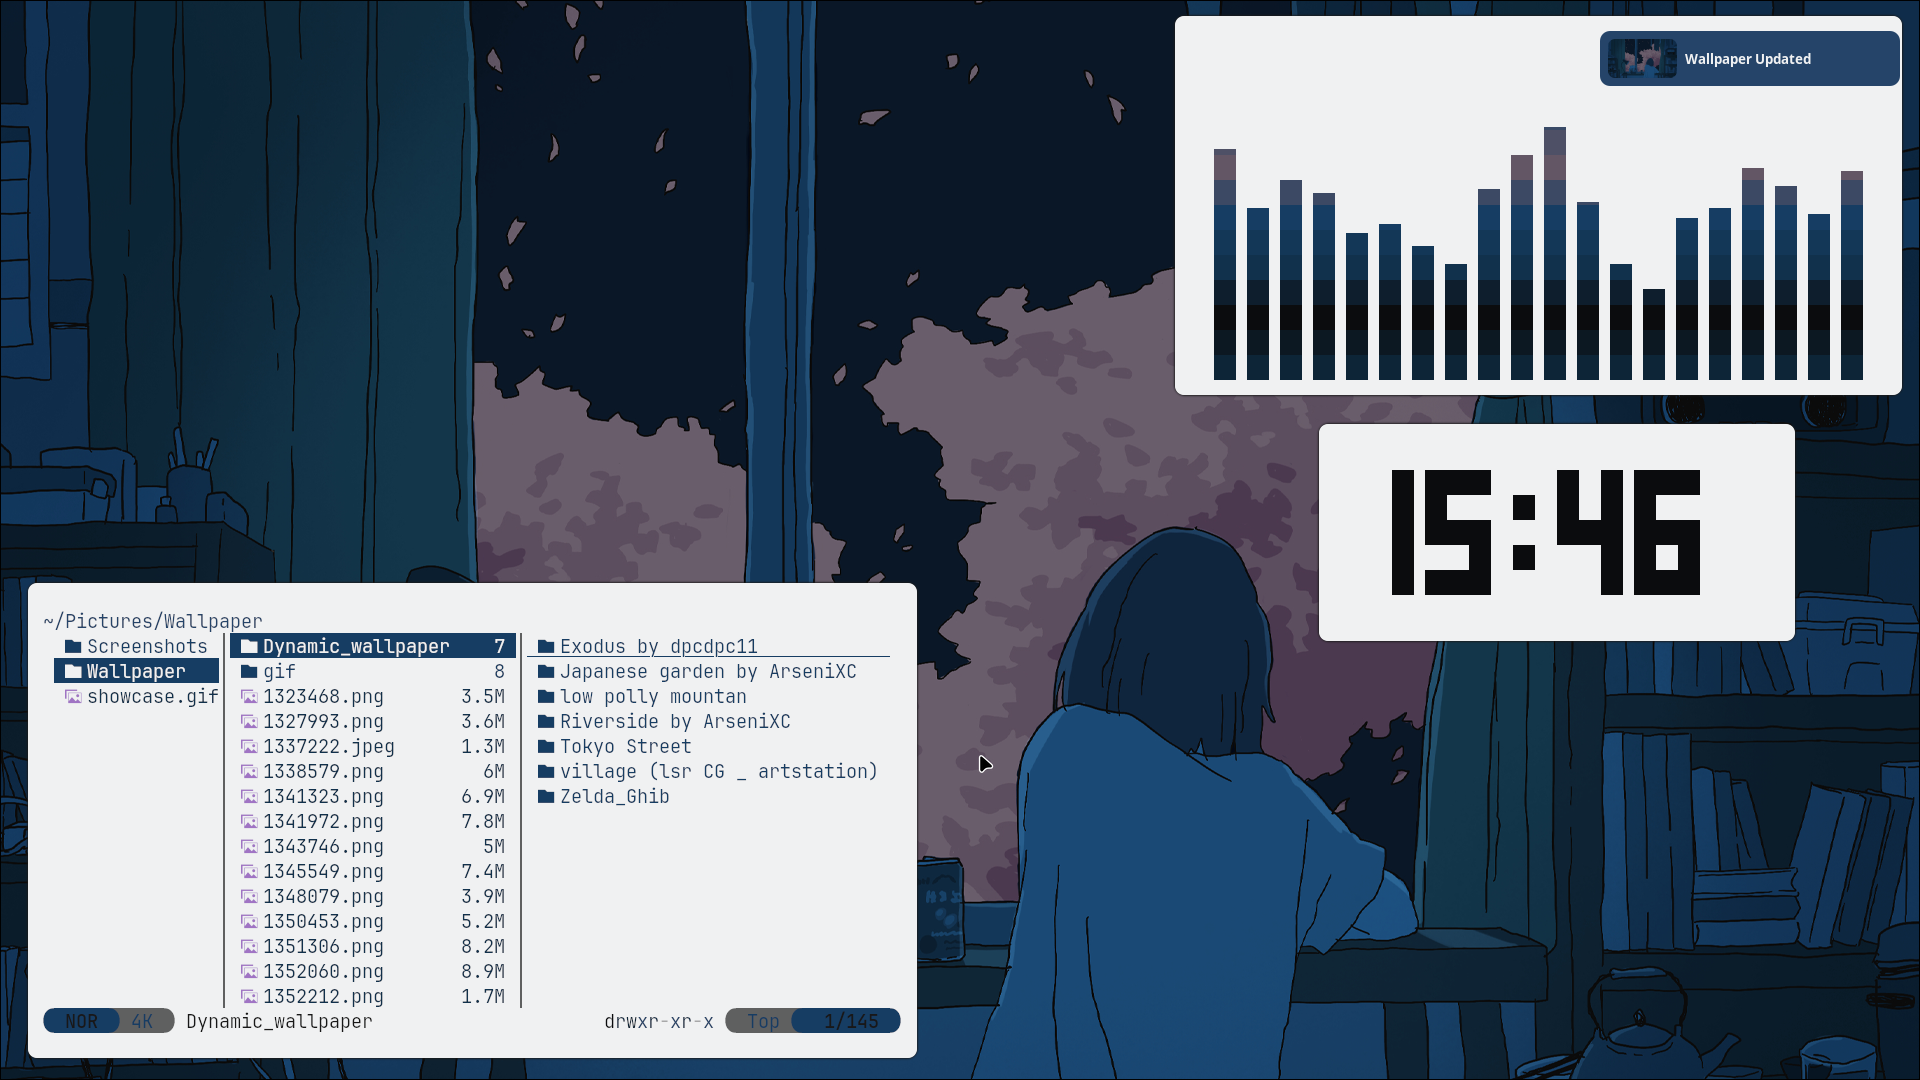 Wallpaper Updated
15:46
~/Pictures/Wallpaper
Screenshots
Wallpaper
showcase.gif
Dynamic_wallpaper 7
gif 8
1323468.png 3.5M
1327993.png 3.6M
1337222.jpeg 1.3M
1338579.png 6M
1341323.png 6.9M
1341972.png 7.8M
1343746.png 5M
1345549.png 7.4M
1348079.png 3.9M
1350453.png 5.2M
1351306.png 8.2M
1352060.png 8.9M
1352212.png 1.7M
Exodus by dpcdpc11
Japanese garden by ArseniXC
low polly mountan
Riverside by ArseniXC
Tokyo Street
village (lsr CG _ artstation)
Zelda_Ghib
NOR 4K Dynamic_wallpaper drwxr-xr-x Top 1/145